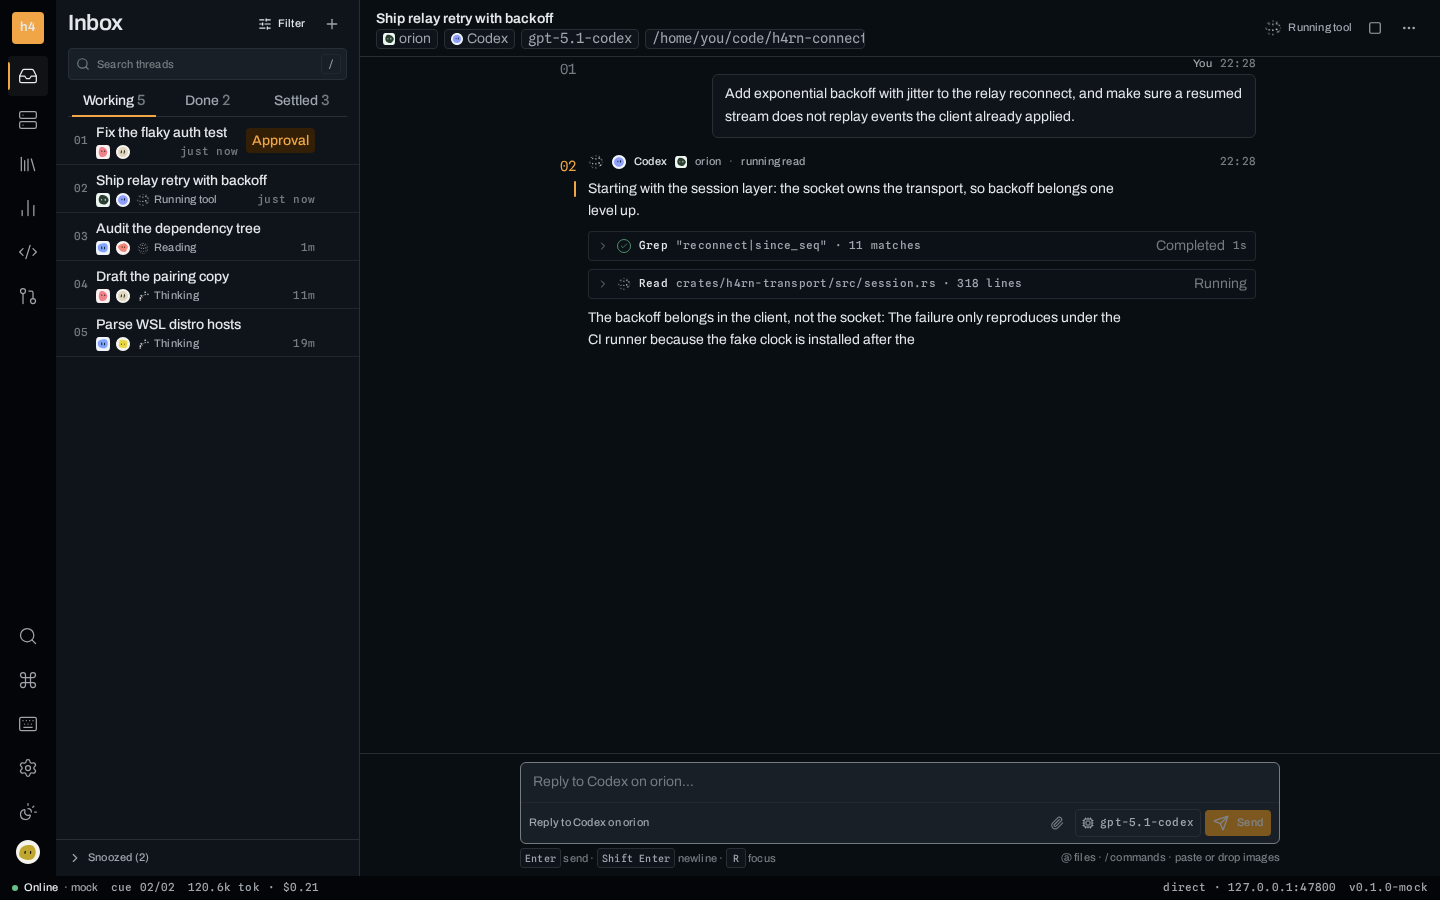 h4
Inbox
Filter
Search threads
/
Working 5
Done 2
Settled 3
01
Fix the flaky auth test
just now
Approval
02
Ship relay retry with backoff
Running tool
just now
03
Audit the dependency tree
Reading
1m
04
Draft the pairing copy
Thinking
11m
05
Parse WSL distro hosts
Thinking
19m
Snoozed (2)
Ship relay retry with backoff
orion
Codex
gpt-5.1-codex
/home/you/code/h4rn-connect
Running tool
01
You 22:28
Add exponential backoff with jitter to the relay reconnect, and make sure a resumed
stream does not replay events the client already applied.
02
Codex orion · running read
22:28
Starting with the session layer: the socket owns the transport, so backoff belongs one
level up.
Grep "reconnect|since_seq" · 11 matches
Completed 1s
Read crates/h4rn-transport/src/session.rs · 318 lines
Running
The backoff belongs in the client, not the socket: The failure only reproduces under the
CI runner because the fake clock is installed after the
Reply to Codex on orion...
Reply to Codex on orion
gpt-5.1-codex
Send
Enter send · Shift Enter newline · R focus
@ files · / commands · paste or drop images
Online · mock cue 02/02 120.6k tok · $0.21
direct · 127.0.0.1:47800 v0.1.0-mock